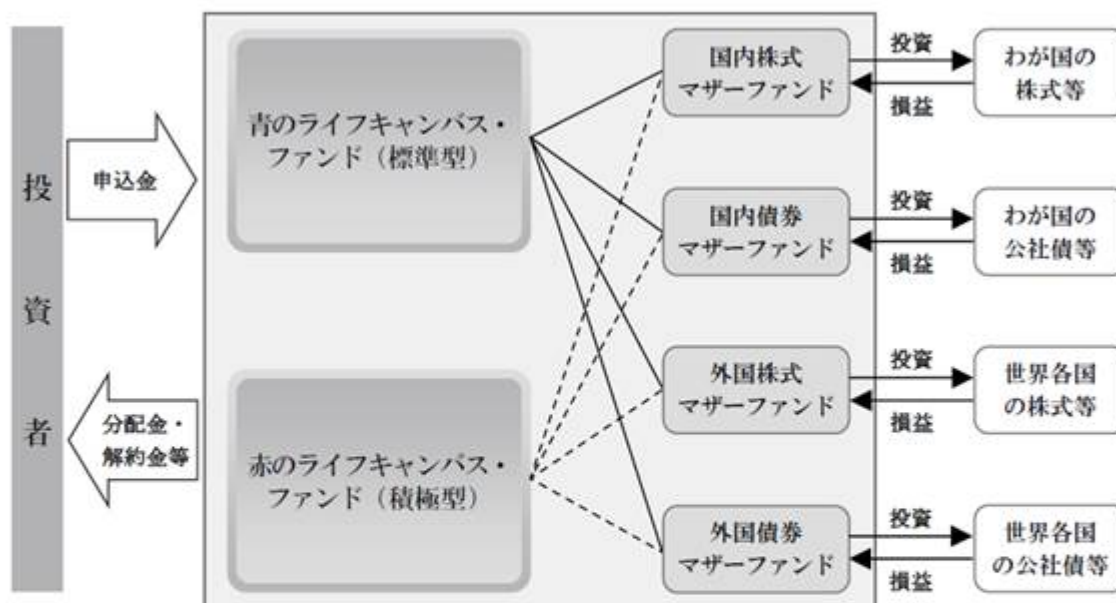 投資者
申込金
分配金・
解約金等
青のライフキャンバス・
ファンド（標準型）
赤のライフキャンバス・
ファンド（積極型）
国内株式
マザーファンド
投資
損益
わが国の
株式等
国内債券
マザーファンド
投資
損益
わが国の
公社債等
外国株式
マザーファンド
投資
損益
世界各国
の株式等
外国債券
マザーファンド
投資
損益
世界各国
の公社債等